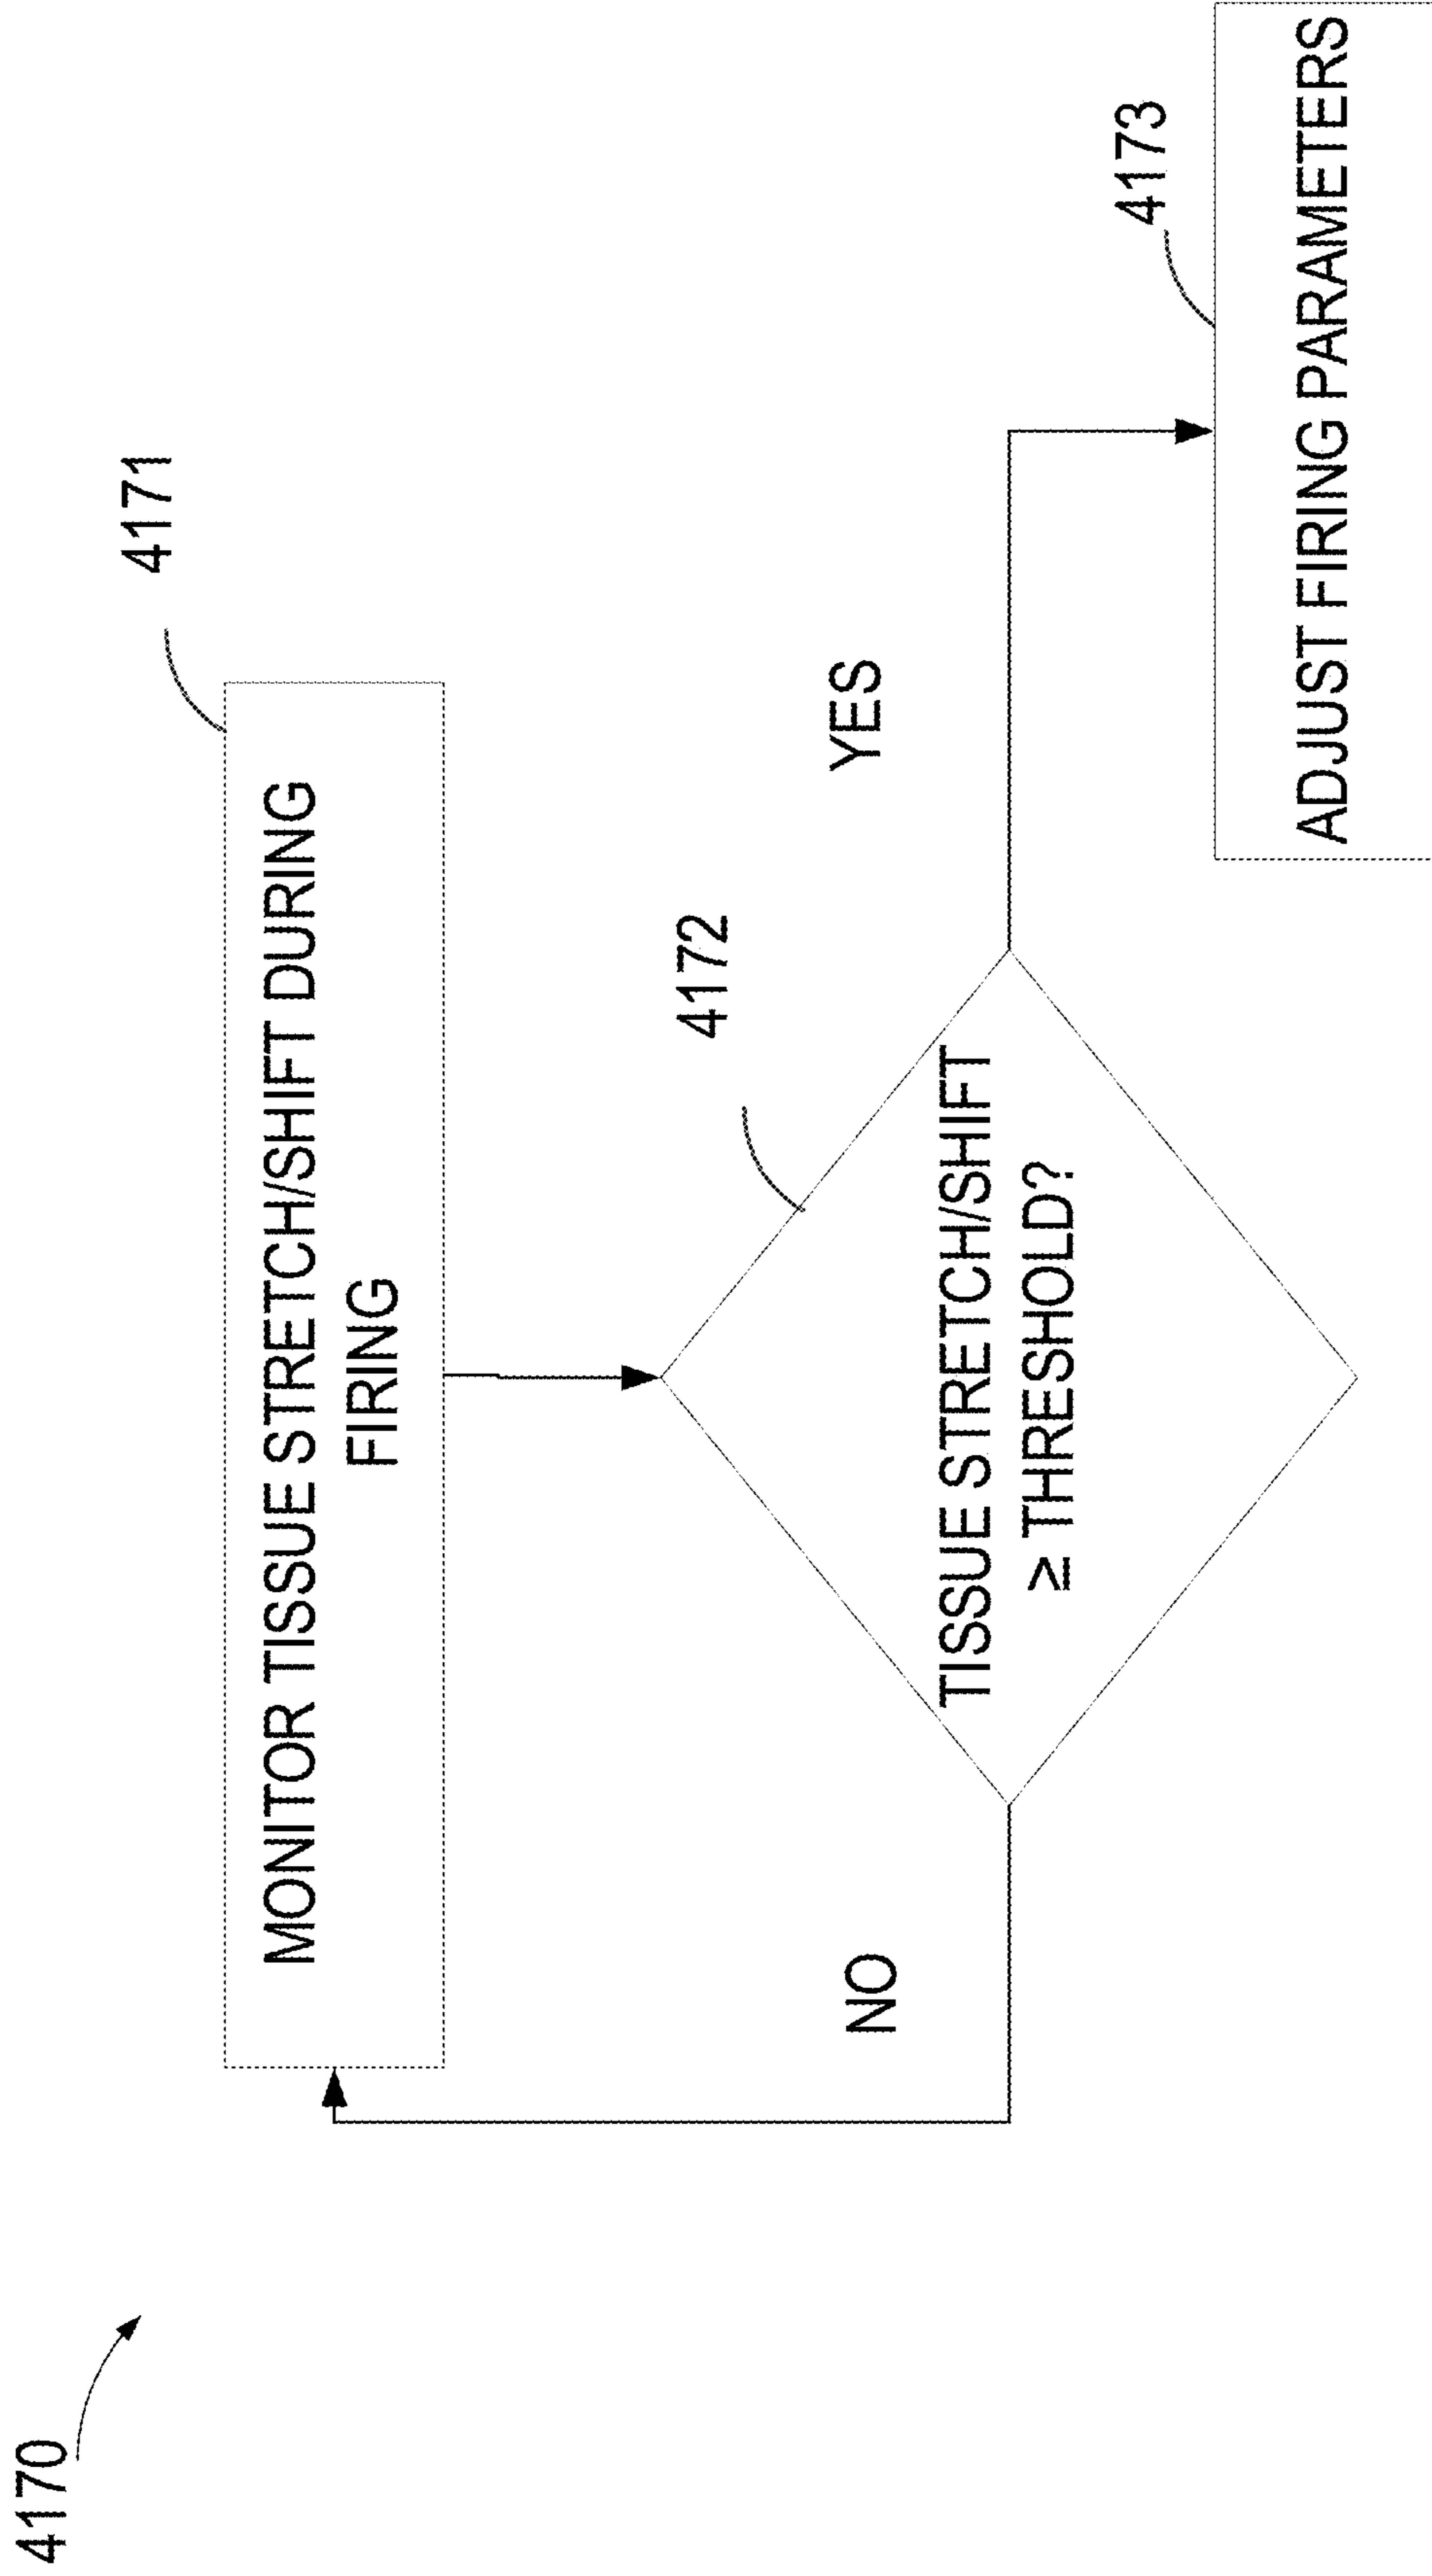 4170
4171
MONITOR TISSUE STRETCH/SHIFT DURING
FIRING
4172
NO
YES
TISSUE STRETCH/SHIFT
≥ THRESHOLD?
4173
ADJUST FIRING PARAMETERS